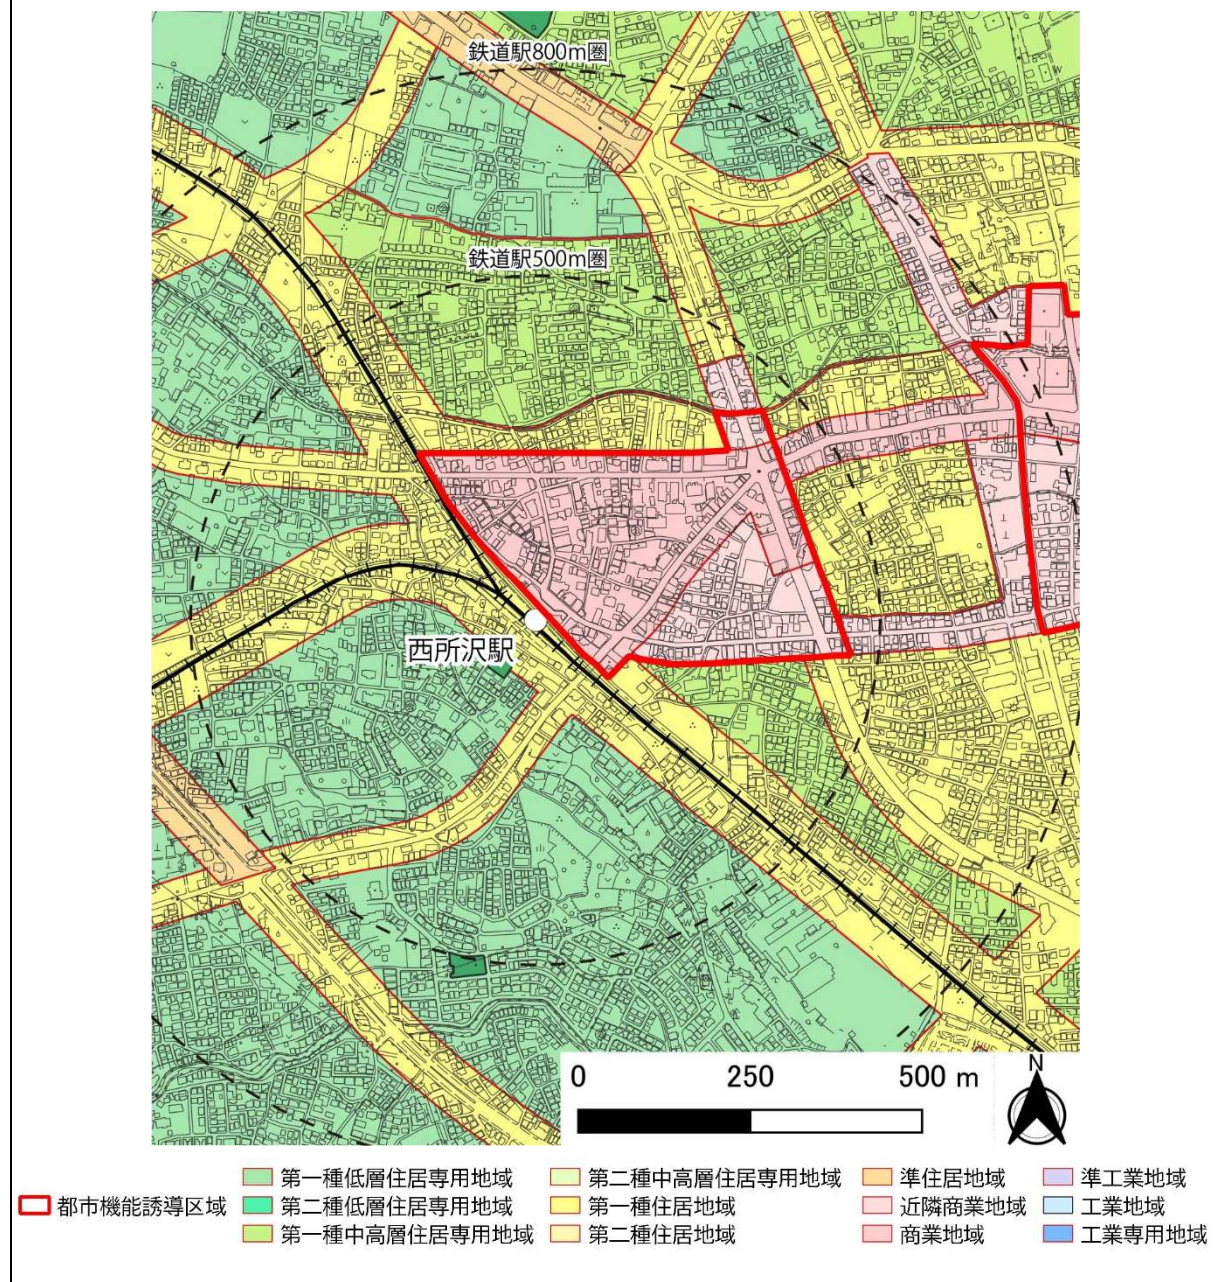 鉄道駅800m圏
鉄道駅500m圏
西所沢駅
0 250 500 m
N
都市機能誘導区域
第一種低層住居専用地域
第二種低層住居専用地域
第一種中高層住居専用地域
第二種中高層住居専用地域
第一種住居地域
第二種住居地域
準住居地域
近隣商業地域
商業地域
準工業地域
工業地域
工業専用地域